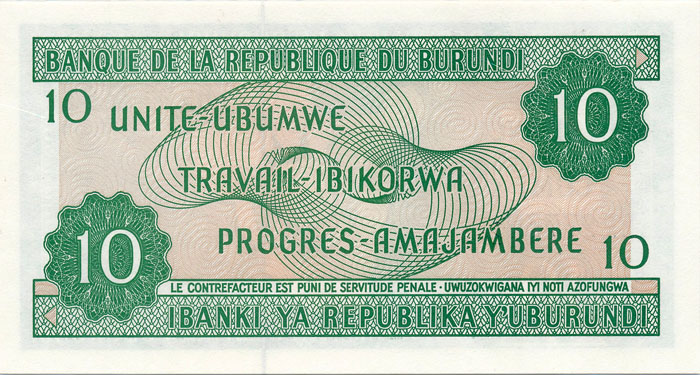 BANQUE DE LA REPUBLIQUE DU BURUNDI
10
10
UNITE-UBUMWE
TRAVAIL-IBIKORWA
PROGRES-AMAJAMBERE
10
10
LE CONTREFACTEUR EST PUNI DE SERVITUDE PENALE · UWUZOKWIGANA IYI NOTI AZOFUNGWA
IBANKI YA REPUBLIKA Y'UBURUNDI